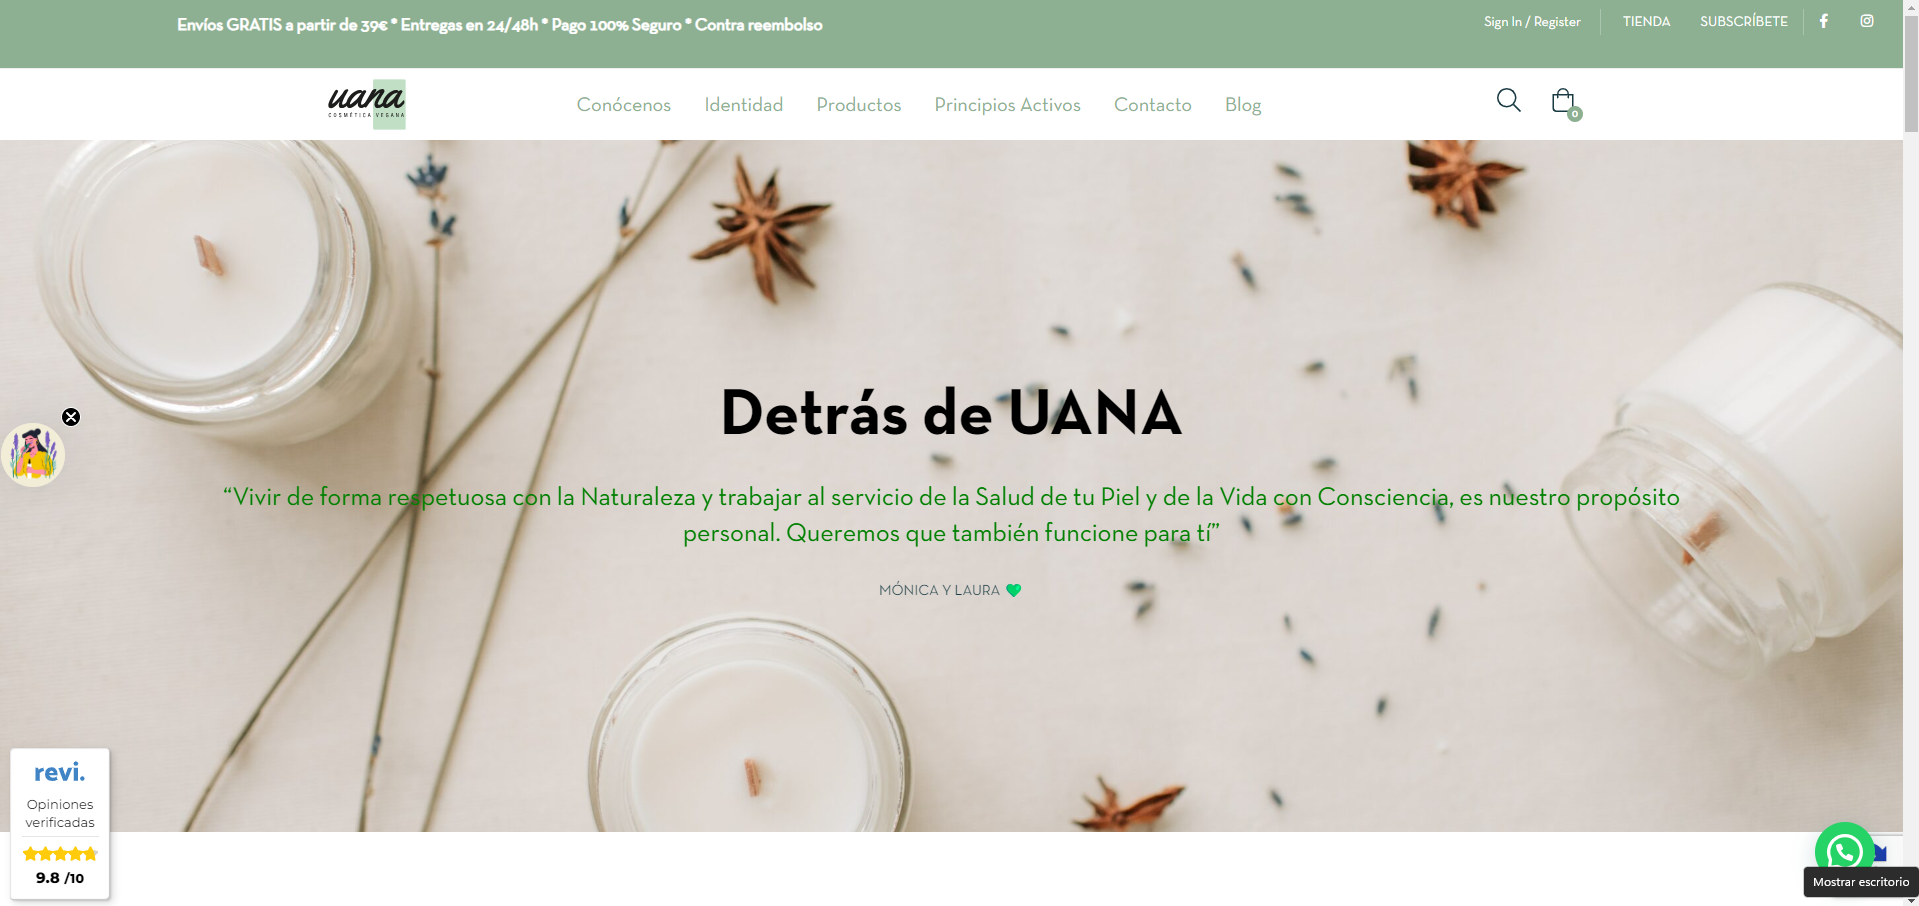 Envíos GRATIS a partir de 39€ * Entregas en 24/48h * Pago 100% Seguro * Contra reembolso
Sign In / Register
TIENDA
SUBSCRÍBETE
uana
COSMÉTICA VEGANA
Conócenos
Identidad
Productos
Principios Activos
Contacto
Blog
0
Detrás de UANA
“Vivir de forma respetuosa con la Naturaleza y trabajar al servicio de la Salud de tu Piel y de la Vida con Consciencia, es nuestro propósito
personal. Queremos que también funcione para tí”
MÓNICA Y LAURA 💚
revi.
Opiniones
verificadas
9.8 /10
Mostrar escritorio